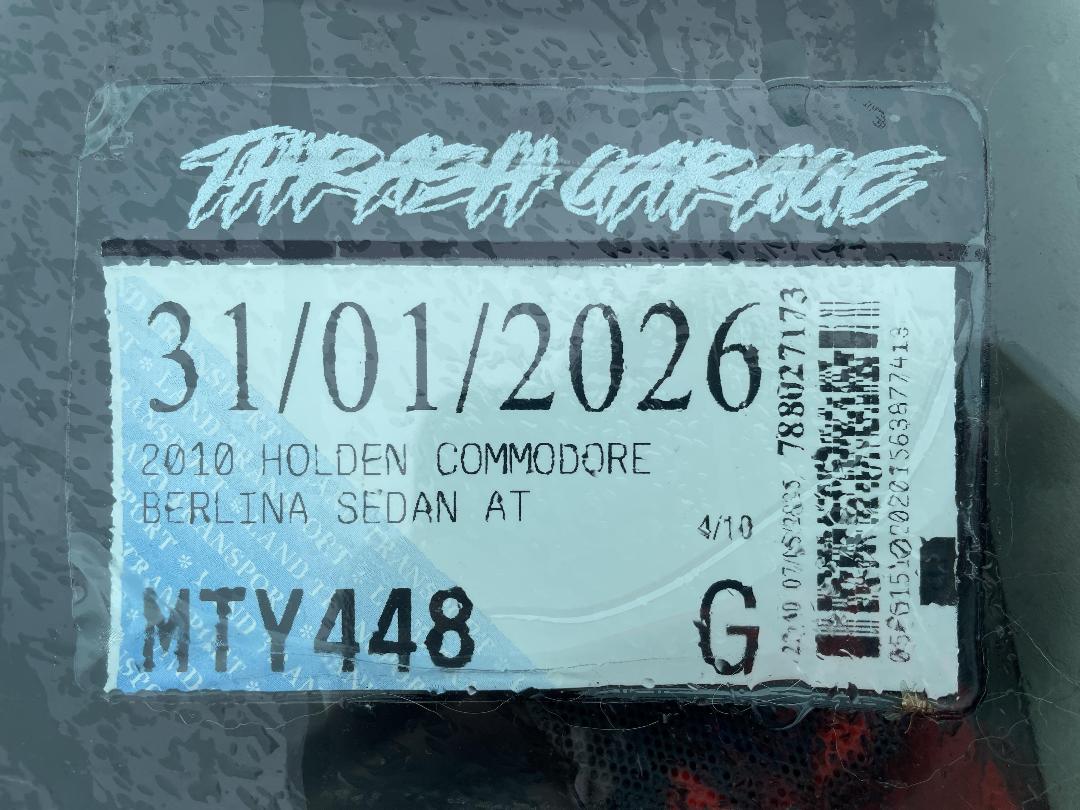 THRASH GARAGE
31/01/2026
2010 HOLDEN COMMODORE
BERLINA SEDAN AT
4/10
MTY448
G
788027173